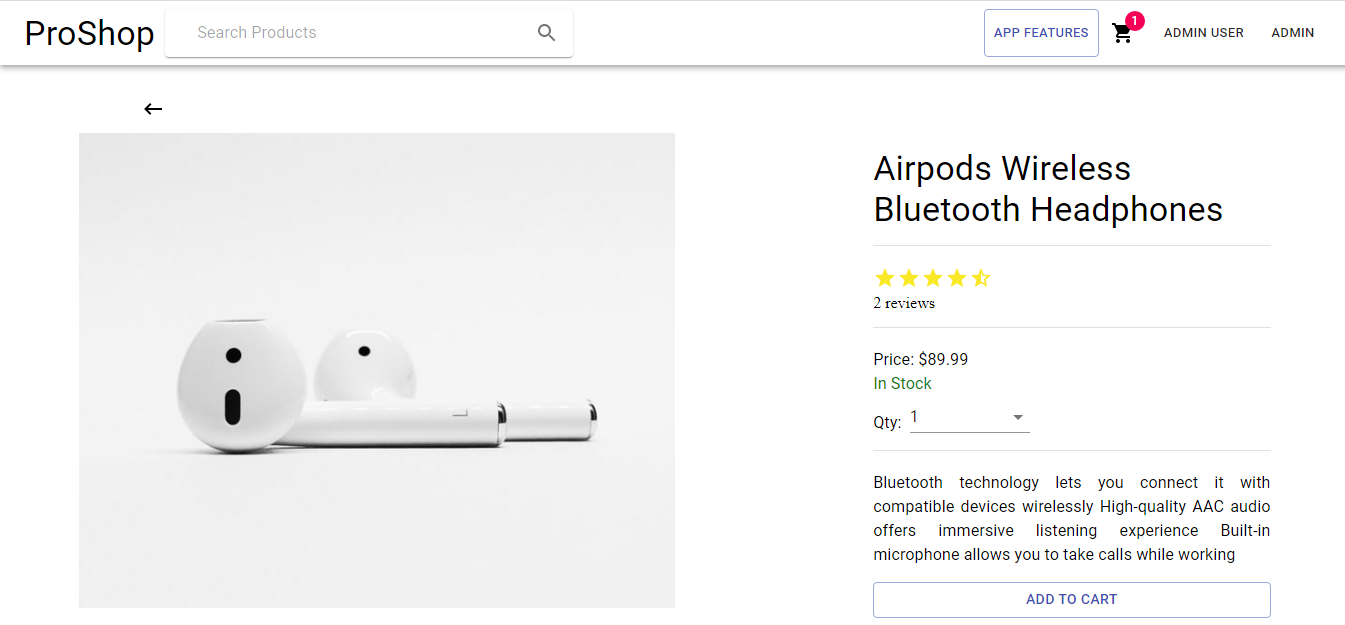 ProShop
Search Products
APP FEATURES
1
ADMIN USER
ADMIN
Airpods Wireless
Bluetooth Headphones
2 reviews
Price: $89.99
In Stock
Qty: 1
Bluetooth technology lets you connect it with
compatible devices wirelessly High-quality AAC audio
offers immersive listening experience Built-in
microphone allows you to take calls while working
ADD TO CART